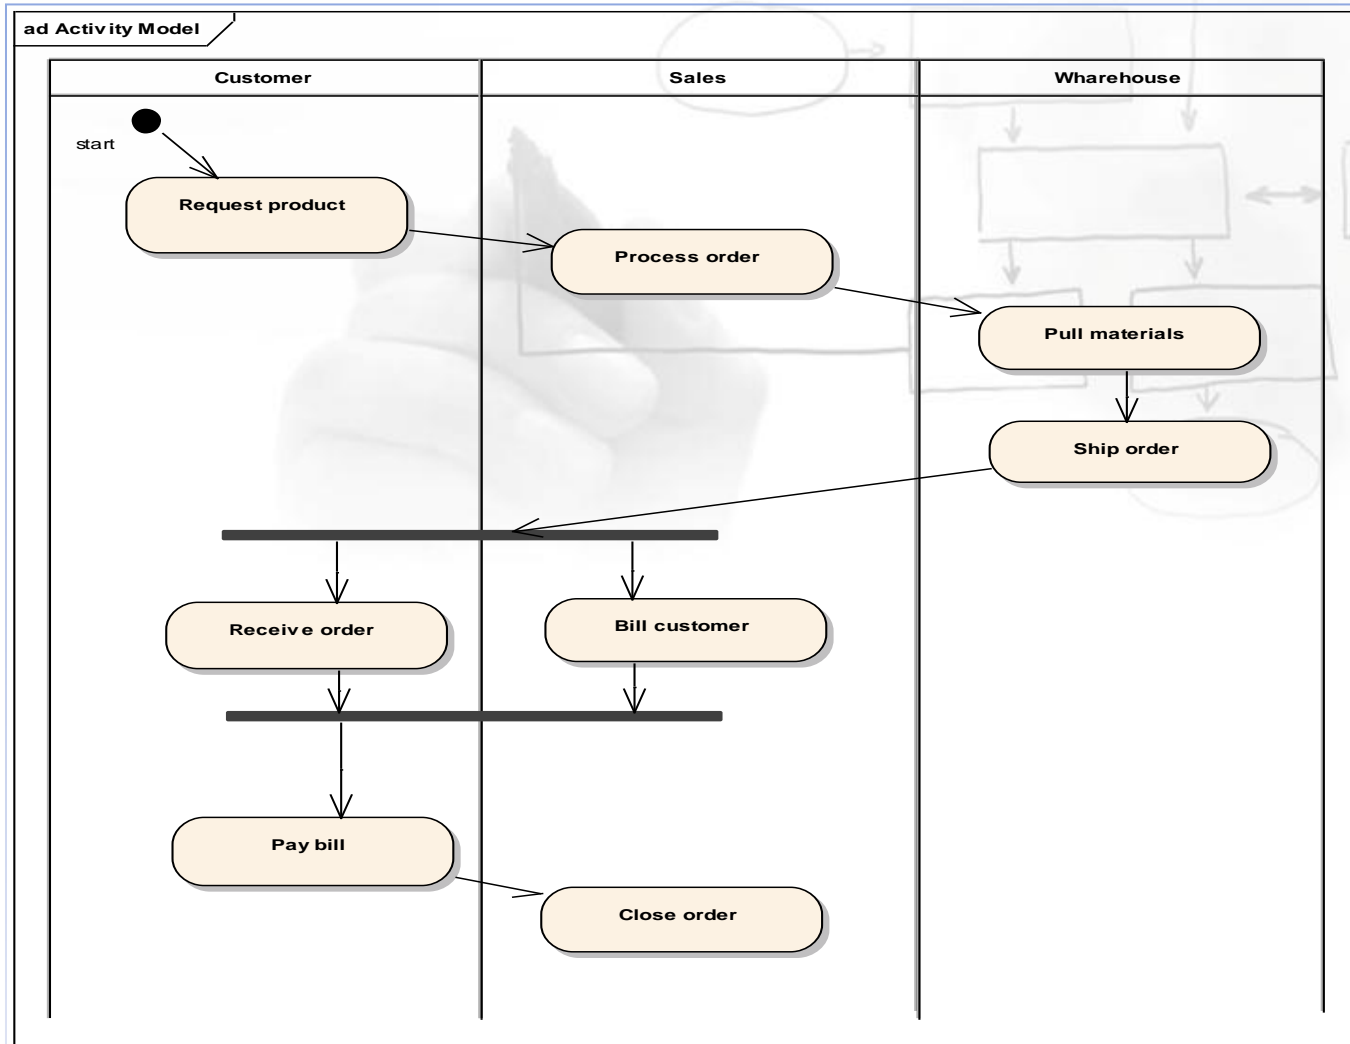 ad Activity Model
Customer
Sales
Wharehouse
start
Request product
Process order
Pull materials
Ship order
Receive order
Bill customer
Pay bill
Close order